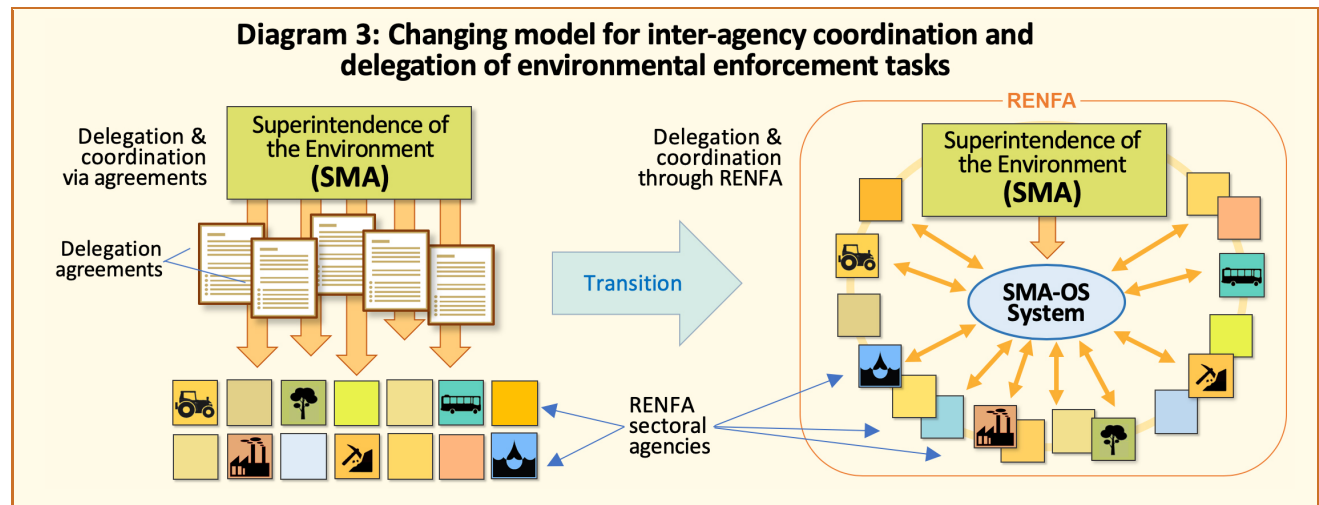 Diagram 3: Changing model for inter-agency coordination and
delegation of environmental enforcement tasks
Delegation &
coordination
via agreements
Superintendence of
the Environment
(SMA)
Delegation
agreements
Transition
RENFA
sectoral
agencies
Delegation &
coordination
through RENFA
RENFA
Superintendence of
the Environment
(SMA)
SMA-OS
System